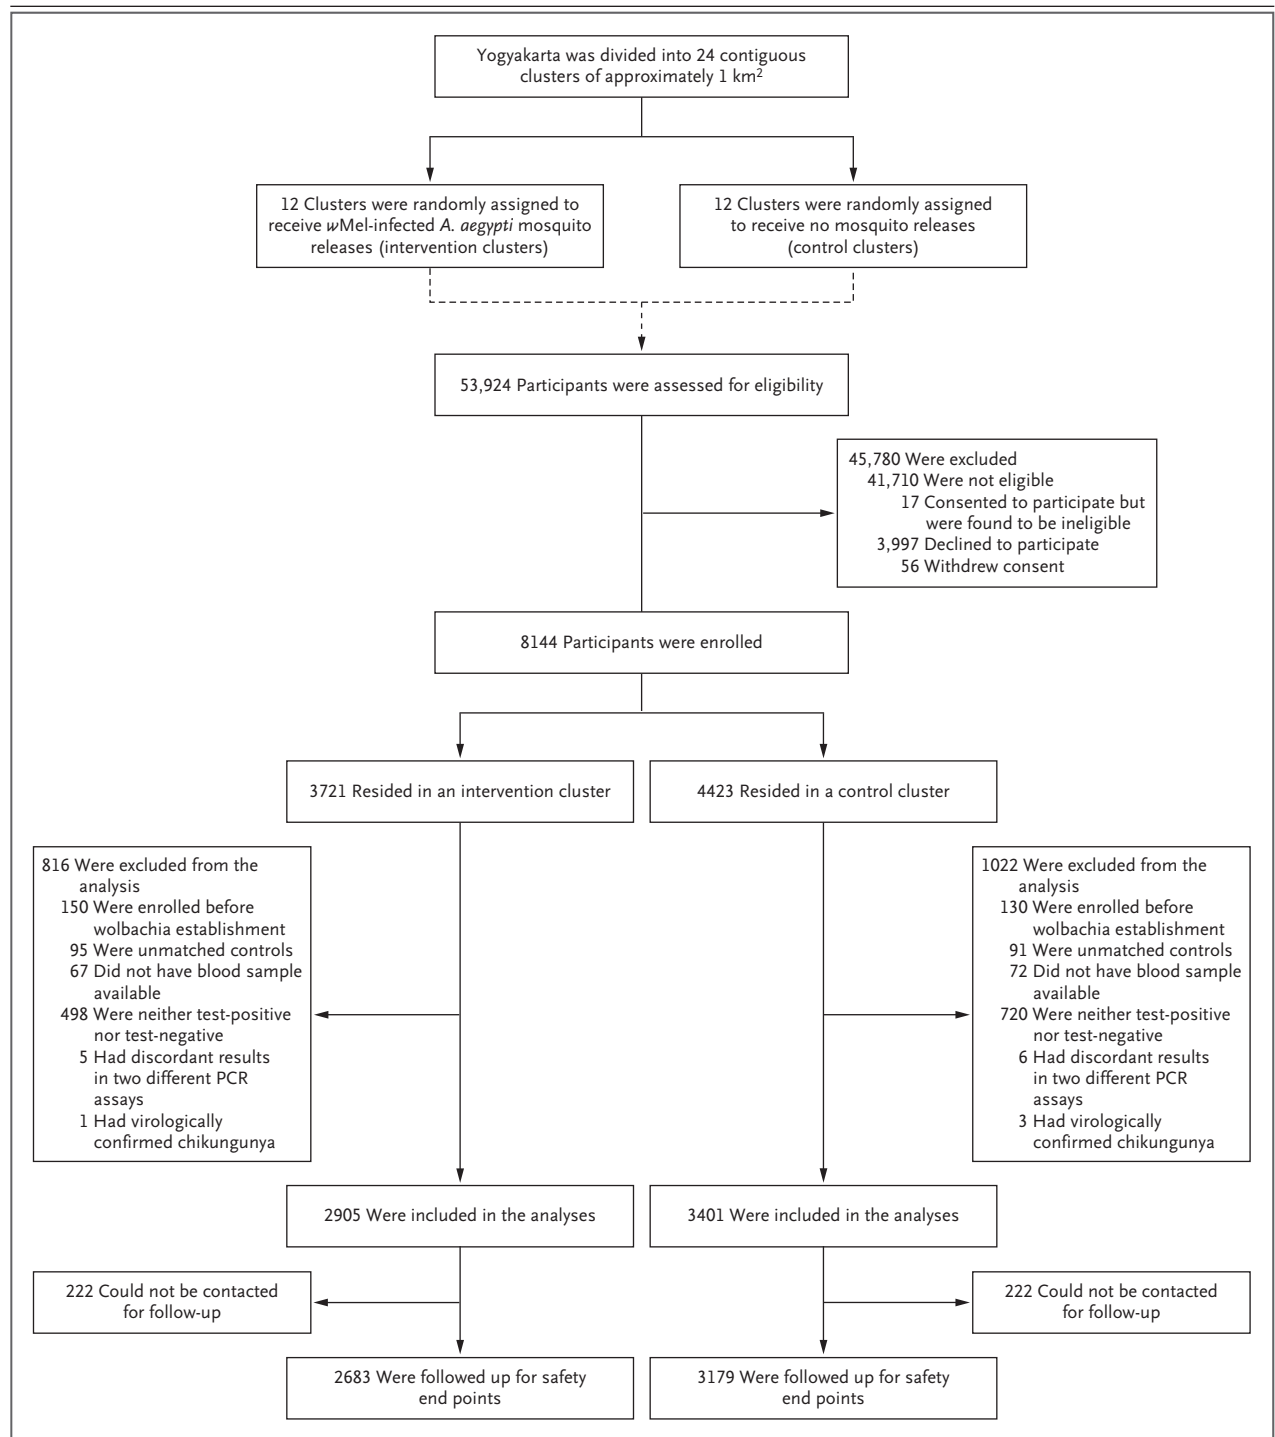 Yogyakarta was divided into 24 contiguous
clusters of approximately 1 km²
12 Clusters were randomly assigned to
receive wMel-infected A. aegypti mosquito
releases (intervention clusters)
12 Clusters were randomly assigned
to receive no mosquito releases
(control clusters)
53,924 Participants were assessed for eligibility
45,780 Were excluded
41,710 Were not eligible
17 Consented to participate but
were found to be ineligible
3,997 Declined to participate
56 Withdrew consent
8144 Participants were enrolled
3721 Resided in an intervention cluster
4423 Resided in a control cluster
816 Were excluded from the
analysis
150 Were enrolled before
wolbachia establishment
95 Were unmatched controls
67 Did not have blood sample
available
498 Were neither test-positive
nor test-negative
5 Had discordant results
in two different PCR
assays
1 Had virologically
confirmed chikungunya
1022 Were excluded from the
analysis
130 Were enrolled before
wolbachia establishment
91 Were unmatched controls
72 Did not have blood sample
available
720 Were neither test-positive
nor test-negative
6 Had discordant results
in two different PCR
assays
3 Had virologically
confirmed chikungunya
2905 Were included in the analyses
3401 Were included in the analyses
222 Could not be contacted
for follow-up
222 Could not be contacted
for follow-up
2683 Were followed up for safety
end points
3179 Were followed up for safety
end points